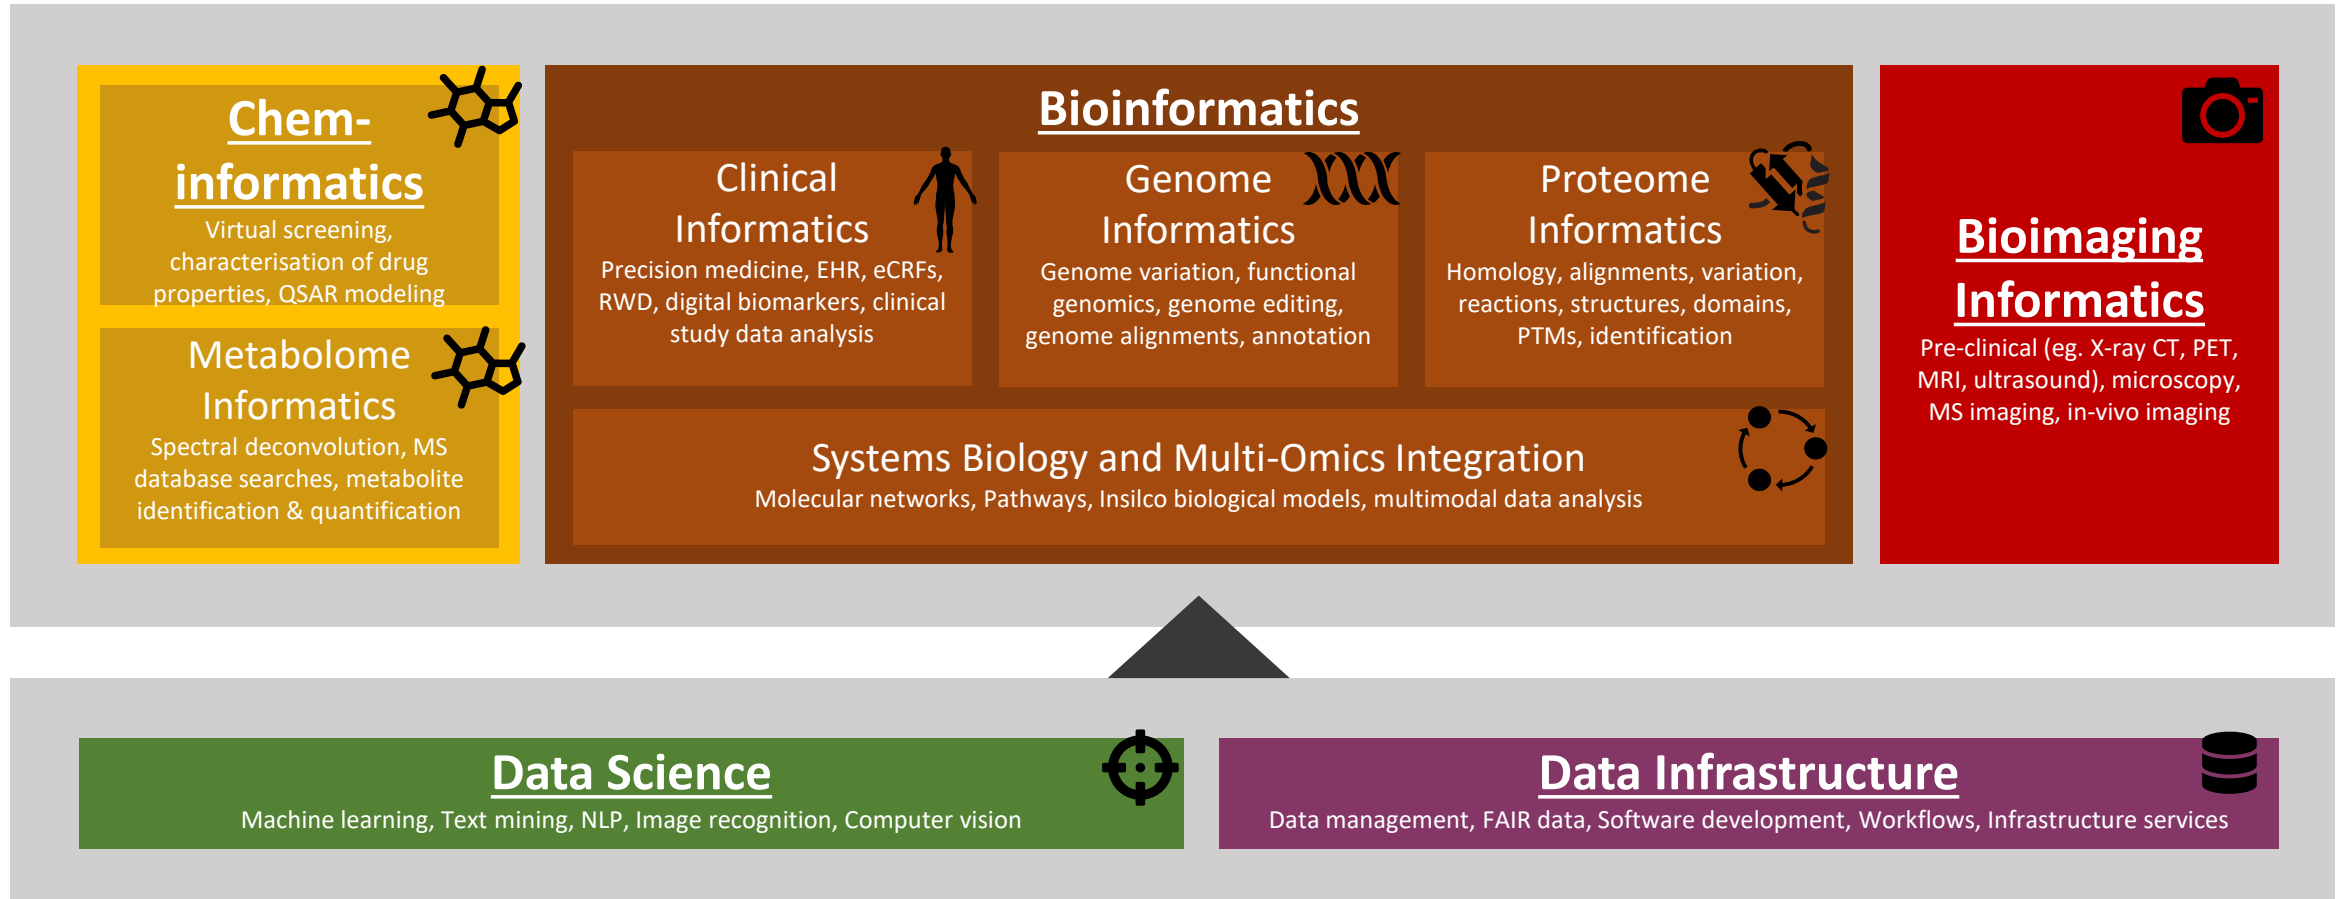 Chem-
informatics
Virtual screening,
characterisation of drug
properties, QSAR modeling
Metabolome
Informatics
Spectral deconvolution, MS
database searches, metabolite
identification & quantification
Bioinformatics
Clinical
Informatics
Precision medicine, EHR, eCRFs,
RWD, digital biomarkers, clinical
study data analysis
Genome
Informatics
Genome variation, functional
genomics, genome editing,
genome alignments, annotation
Proteome
Informatics
Homology, alignments, variation,
reactions, structures, domains,
PTMs, identification
Systems Biology and Multi-Omics Integration
Molecular networks, Pathways, Insilco biological models, multimodal data analysis
Bioimaging
Informatics
Pre-clinical (eg. X-ray CT, PET,
MRI, ultrasound), microscopy,
MS imaging, in-vivo imaging
Data Science
Machine learning, Text mining, NLP, Image recognition, Computer vision
Data Infrastructure
Data management, FAIR data, Software development, Workflows, Infrastructure services